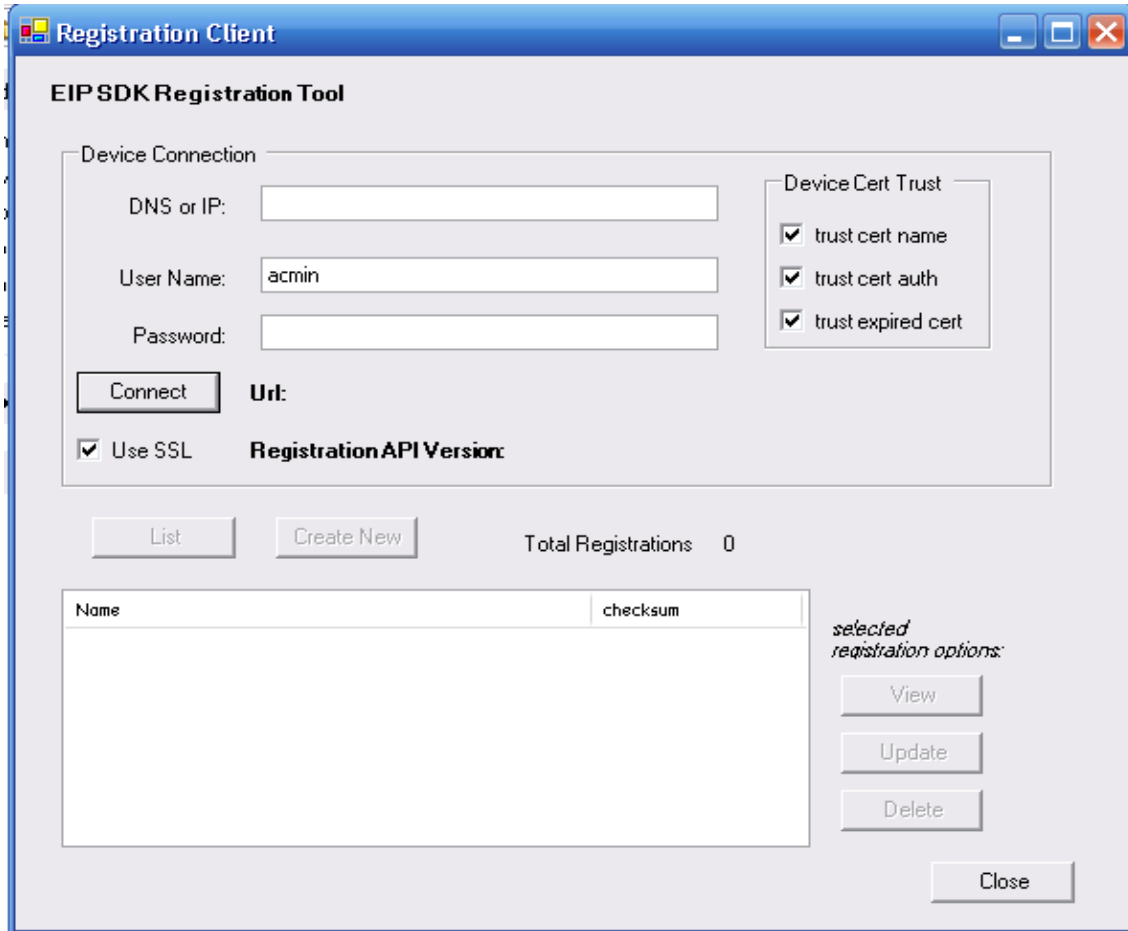 Registration Client
EIP SDK Registration Tool
Device Connection
DNS or IP:
User Name: acmin
Password:
Device Cert Trust
trust cert name
trust cert auth
trust expired cert
Connect Url:
Use SSL Registration API Version:
List Create New Total Registrations 0
Name checksum
selected
registration options:
View
Update
Delete
Close